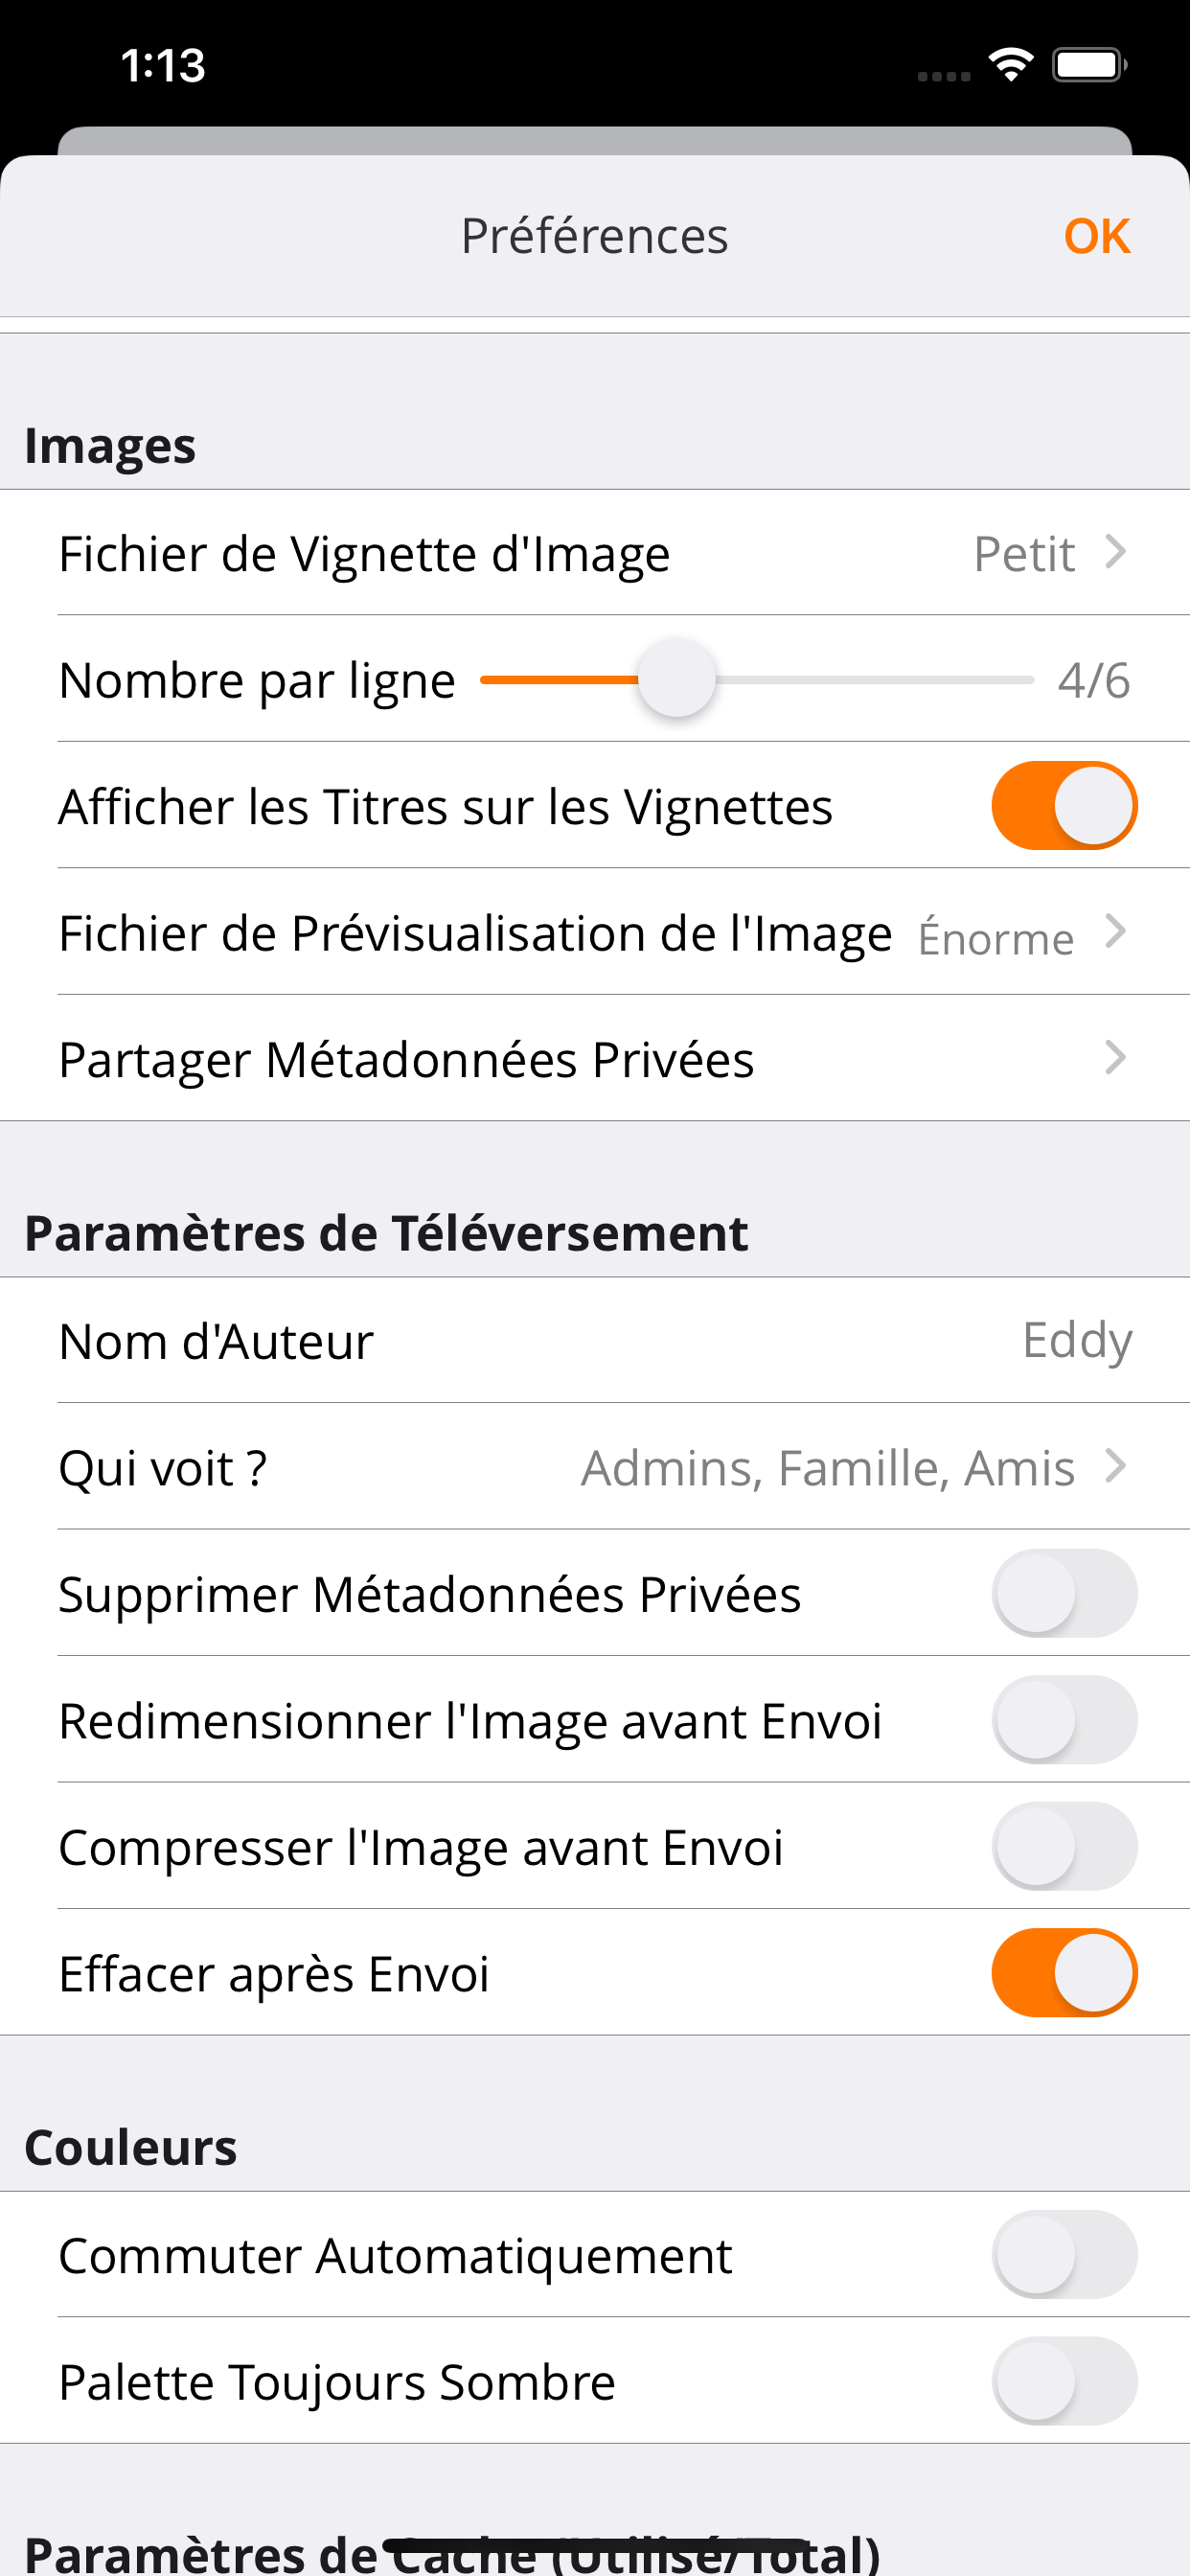 1:13
Préférences
OK
Images
Fichier de Vignette d'Image Petit
Nombre par ligne 4/6
Afficher les Titres sur les Vignettes
Fichier de Prévisualisation de l'Image Énorme
Partager Métadonnées Privées
Paramètres de Téléversement
Nom d'Auteur Eddy
Qui voit ? Admins, Famille, Amis
Supprimer Métadonnées Privées
Redimensionner l'Image avant Envoi
Compresser l'Image avant Envoi
Effacer après Envoi
Couleurs
Commuter Automatiquement
Palette Toujours Sombre
Paramètres de Cache (Utilisé/Total)